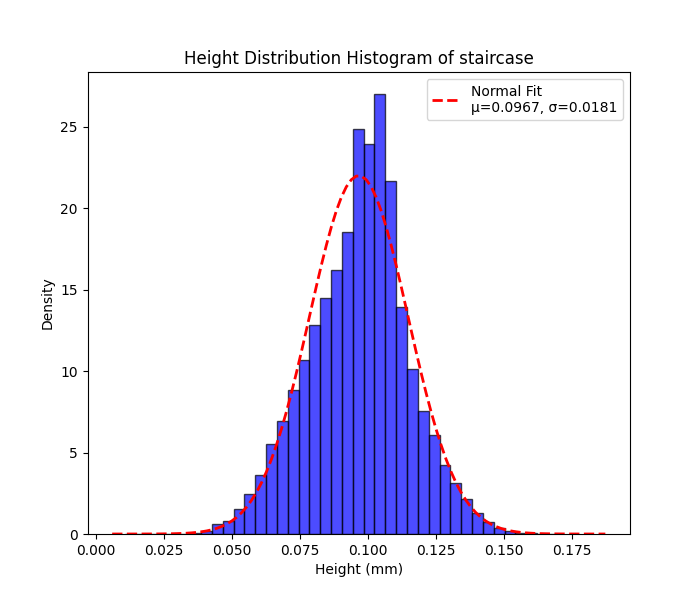 Height Distribution Histogram of staircase
Normal Fit
μ=0.0967, σ=0.0181
Density
25
20
15
10
5
0
0.000 0.025 0.050 0.075 0.100 0.125 0.150 0.175
Height (mm)